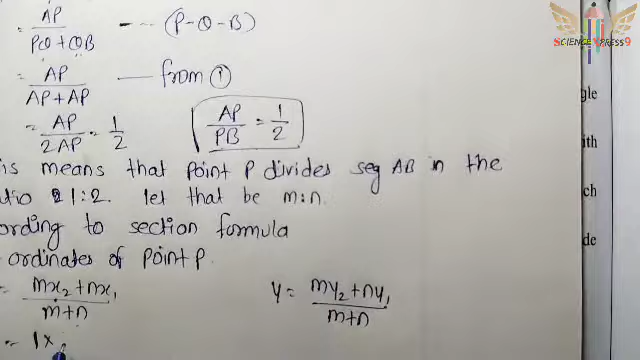 SCIENCE XPRESS9
= AP / PQ + QB --- (P-Q-B)
= AP / AP + AP — from ①
= AP / 2AP = 1/2
AP / PB = 1/2
is means that point P divides seg AB in the
tio 1:2. let that be m:n.
ording to section formula
ordinates of point P.
= mx₂ + nx₁ / m+n
y = my₂ + ny₁ / m+n
= 1x
gle
ith
ch
de